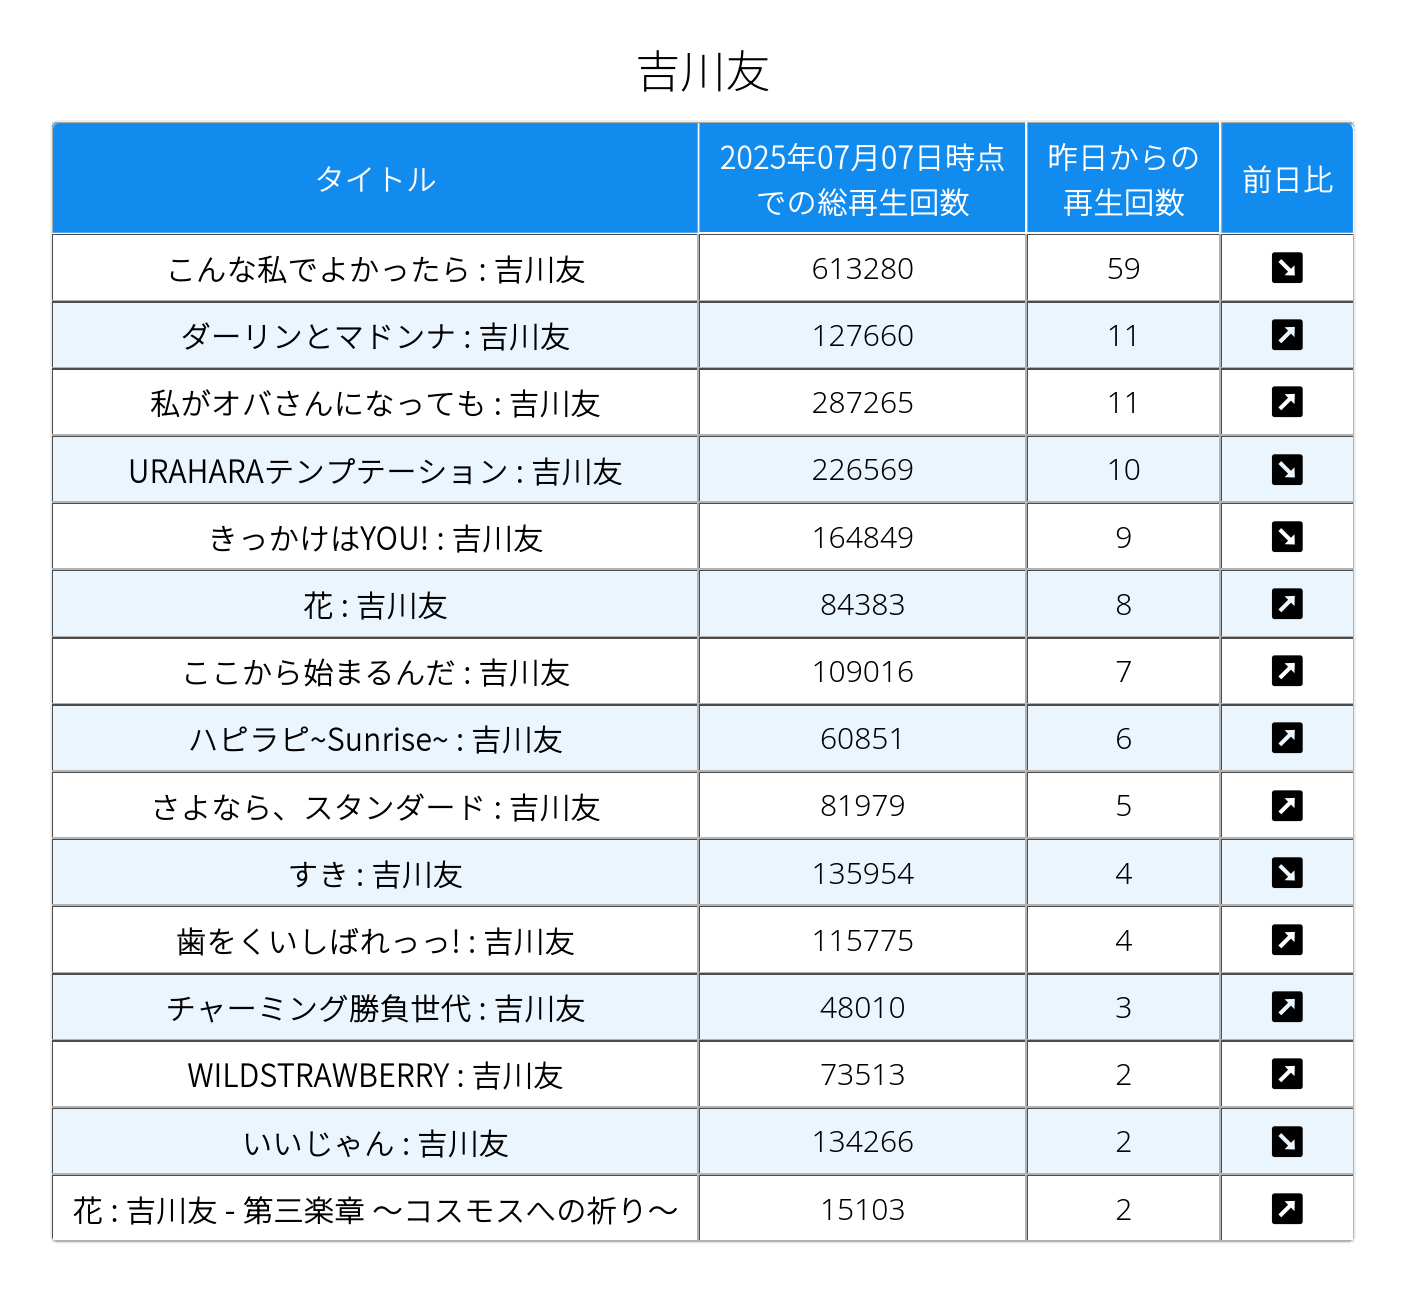 吉川友
タイトル 2025年07月07日時点での総再生回数 昨日からの再生回数 前日比
こんな私でよかったら : 吉川友 613280 59 ↘
ダーリンとマドンナ : 吉川友 127660 11 ↗
私がオバさんになっても : 吉川友 287265 11 ↗
URAHARAテンプテーション : 吉川友 226569 10 ↘
きっかけはYOU! : 吉川友 164849 9 ↘
花 : 吉川友 84383 8 ↗
ここから始まるんだ : 吉川友 109016 7 ↗
ハピラピ~Sunrise~ : 吉川友 60851 6 ↗
さよなら、スタンダード : 吉川友 81979 5 ↗
すき : 吉川友 135954 4 ↘
歯をくいしばれっっ! : 吉川友 115775 4 ↗
チャーミング勝負世代 : 吉川友 48010 3 ↗
WILDSTRAWBERRY : 吉川友 73513 2 ↗
いいじゃん : 吉川友 134266 2 ↘
花 : 吉川友 - 第三楽章 ～コスモスへの祈り～ 15103 2 ↗